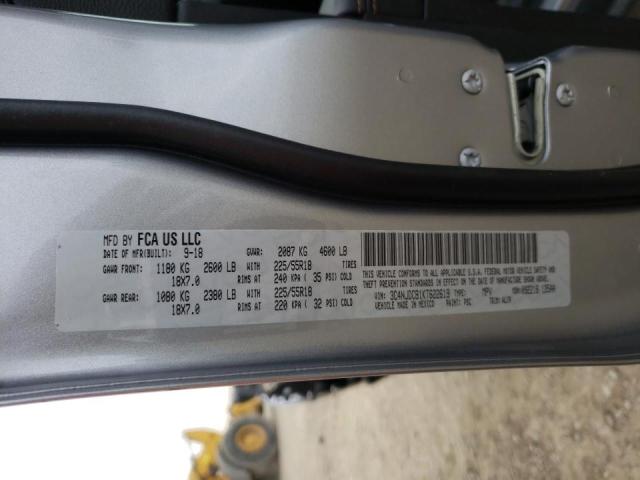 MFD BY FCA US LLC
DATE OF MFR(BUILT): 9-18 GVWR: 2087 KG 4600 LB
GAWR FRONT: 1180 KG 2600 LB WITH 225/55R18 TIRES
18X7.0 RIMS AT 240 KPA ( 35 PSI) COLD
GAWR REAR: 1080 KG 2380 LB WITH 225/55R18 TIRES
18X7.0 RIMS AT 220 KPA ( 32 PSI) COLD
THIS VEHICLE CONFORMS TO ALL APPLICABLE U.S.A. FEDERAL MOTOR VEHICLE SAFETY, AND
THEFT PREVENTION STANDARDS IN EFFECT ON THE DATE OF MANUFACTURE SHOWN ABOVE.
VIN: TYPE: MPV MDH:
VEHICLE MADE IN MEXICO PAINT: TRIM: